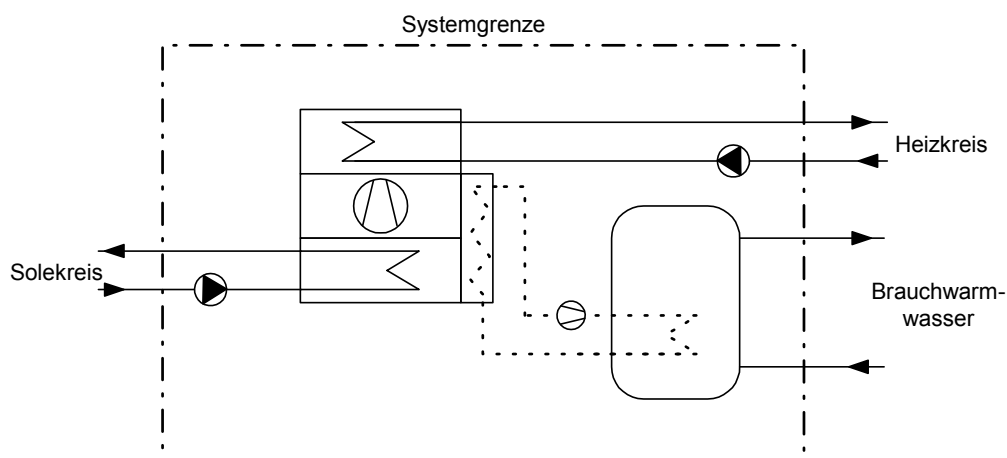 Systemgrenze
Heizkreis
Solekreis
Brauchwarm-
wasser